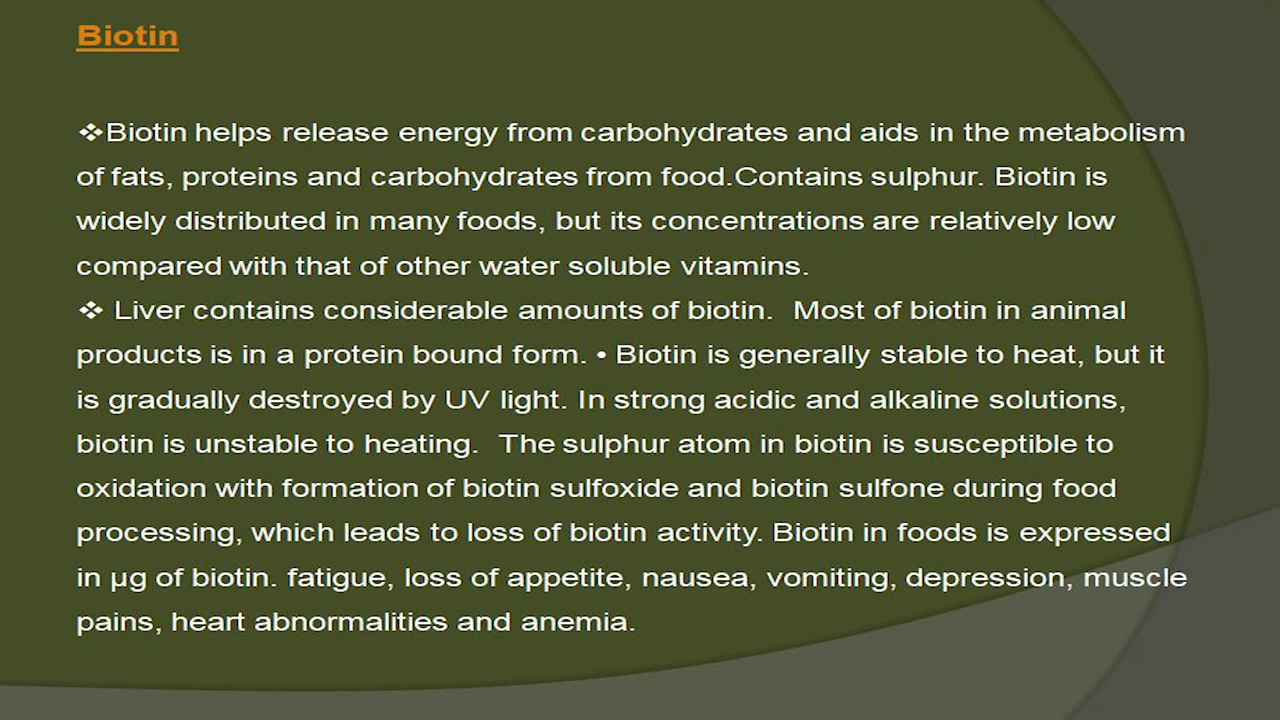 Biotin
❖Biotin helps release energy from carbohydrates and aids in the metabolism
of fats, proteins and carbohydrates from food.Contains sulphur. Biotin is
widely distributed in many foods, but its concentrations are relatively low
compared with that of other water soluble vitamins.
❖ Liver contains considerable amounts of biotin.  Most of biotin in animal
products is in a protein bound form. • Biotin is generally stable to heat, but it
is gradually destroyed by UV light. In strong acidic and alkaline solutions,
biotin is unstable to heating.  The sulphur atom in biotin is susceptible to
oxidation with formation of biotin sulfoxide and biotin sulfone during food
processing, which leads to loss of biotin activity. Biotin in foods is expressed
in µg of biotin. fatigue, loss of appetite, nausea, vomiting, depression, muscle
pains, heart abnormalities and anemia.